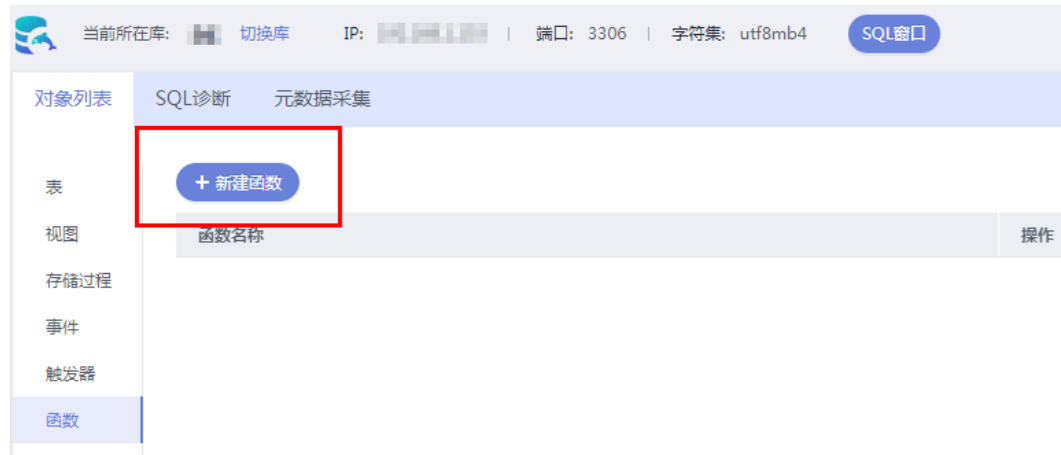 当前所在库: 切换库 IP: | 端口: 3306 | 字符集: utf8mb4 SQL窗口
对象列表 SQL诊断 元数据采集
+ 新建函数
函数名称 操作
表
视图
存储过程
事件
触发器
函数